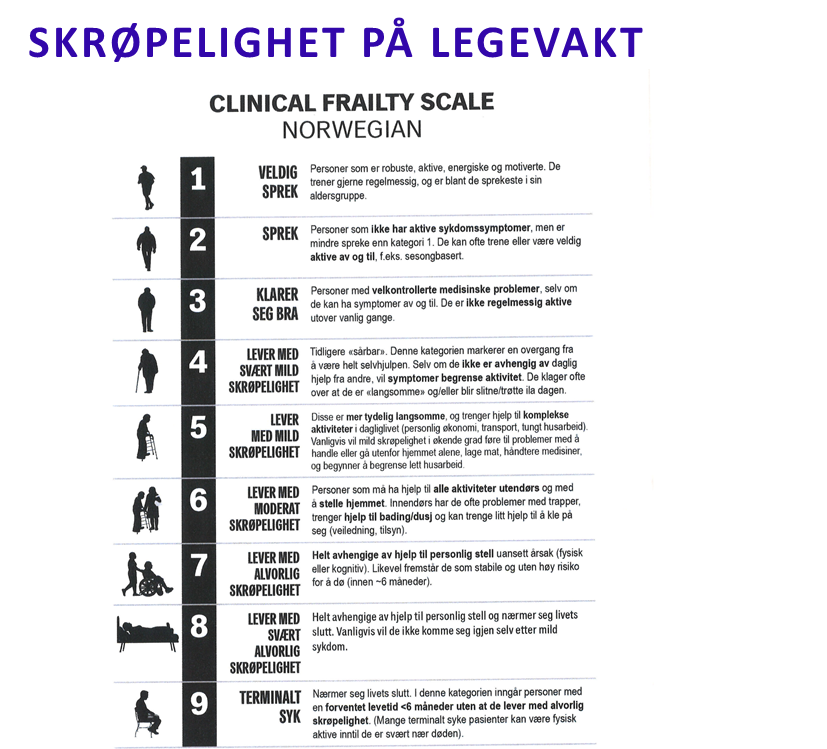 SKRØPELIGHET PÅ LEGEVAKT
CLINICAL FRAILTY SCALE
NORWEGIAN
1
VELDIG
SPREK
Personer som er robuste, aktive, energiske og motiverte. De
trener gjerne regelmessig, og er blant de sprekeste i sin
aldersgruppe.
2
SPREK
Personer som ikke har aktive sykdomssymptomer, men er
mindre spreke enn kategori 1. De kan ofte trene eller være veldig
aktive av og til, f.eks. sesongbasert.
3
KLARER
SEG BRA
Personer med velkontrollerte medisinske problemer, selv om
de kan ha symptomer av og til. De er ikke regelmessig aktive
utover vanlig gange.
4
LEVER MED
SVÆRT MILD
SKRØPELIGHET
Tidligere «sårbar». Denne kategorien markerer en overgang fra
å være helt selvhjulpen. Selv om de ikke er avhengig av daglig
hjelp fra andre, vil symptomer begrense aktivitet. De klager ofte
over at de er «langsomme» og/eller blir slitne/trøtte ila dagen.
5
LEVER
MED MILD
SKRØPELIGHET
Disse er mer tydelig langsomme, og trenger hjelp til komplekse
aktiviteter i dagliglivet (personlig økonomi, transport, tungt husarbeid).
Vanligvis vil mild skrøpelighet i økende grad føre til problemer med å
handle eller gå utenfor hjemmet alene, lage mat, håndtere medisiner,
og begynner å begrense lett husarbeid.
6
LEVER MED
MODERAT
SKRØPELIGHET
Personer som må ha hjelp til alle aktiviteter utendørs og med
å stelle hjemmet. Innendørs har de ofte problemer med trapper,
trenger hjelp til bading/dusj og kan trenge litt hjelp til å kle på
seg (veiledning, tilsyn).
7
LEVER MED
ALVORLIG
SKRØPELIGHET
Helt avhengige av hjelp til personlig stell uansett årsak (fysisk
eller kognitiv). Likevel fremstår de som stabile og uten høy risiko
for å dø (innen ~6 måneder).
8
LEVER MED
SVÆRT
ALVORLIG
SKRØPELIGHET
Helt avhengige av hjelp til personlig stell og nærmer seg livets
slutt. Vanligvis vil de ikke komme seg igjen selv etter mild
sykdom.
9
TERMINALT
SYK
Nærmer seg livets slutt. I denne kategorien inngår personer med
en forventet levetid <6 måneder uten at de lever med alvorlig
skrøpelighet. (Mange terminalt syke pasienter kan være fysisk
aktive inntil de er svært nær døden).